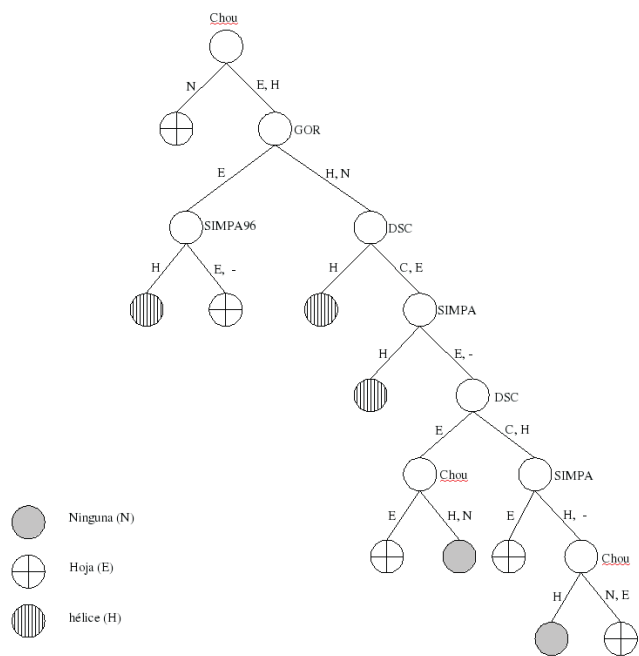 Chou
N E, H
GOR
E H, N
SIMPA96 DSC
H E, - H C, E
SIMPA
H E, -
DSC
E C, H
Chou SIMPA
E H, N E H, -
Ninguna (N)
Chou
Hoja (E)
H N, E
hélice (H)